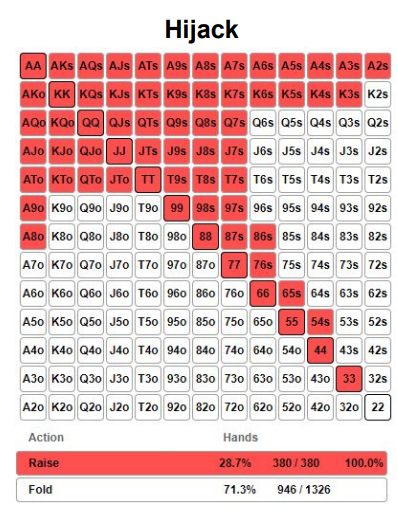 Hijack
AA AKs AQs AJs ATs A9s A8s A7s A6s A5s A4s A3s A2s
AKo KK KQs KJs KTs K9s K8s K7s K6s K5s K4s K3s K2s
AQo KQo QQ QJs QTs Q9s Q8s Q7s Q6s Q5s Q4s Q3s Q2s
AJo KJo QJo JJ JTs J9s J8s J7s J6s J5s J4s J3s J2s
ATo KTo QTo JTo TT T9s T8s T7s T6s T5s T4s T3s T2s
A9o K9o Q9o J9o T9o 99 98s 97s 96s 95s 94s 93s 92s
A8o K8o Q8o J8o T8o 98o 88 87s 86s 85s 84s 83s 82s
A7o K7o Q7o J7o T7o 97o 87o 77 76s 75s 74s 73s 72s
A6o K6o Q6o J6o T6o 96o 86o 76o 66 65s 64s 63s 62s
A5o K5o Q5o J5o T5o 95o 85o 75o 65o 55 54s 53s 52s
A4o K4o Q4o J4o T4o 94o 84o 74o 64o 54o 44 43s 42s
A3o K3o Q3o J3o T3o 93o 83o 73o 63o 53o 43o 33 32s
A2o K2o Q2o J2o T2o 92o 82o 72o 62o 52o 42o 32o 22
Action Hands
Raise 28.7% 380 / 380 100.0%
Fold 71.3% 946 / 1326